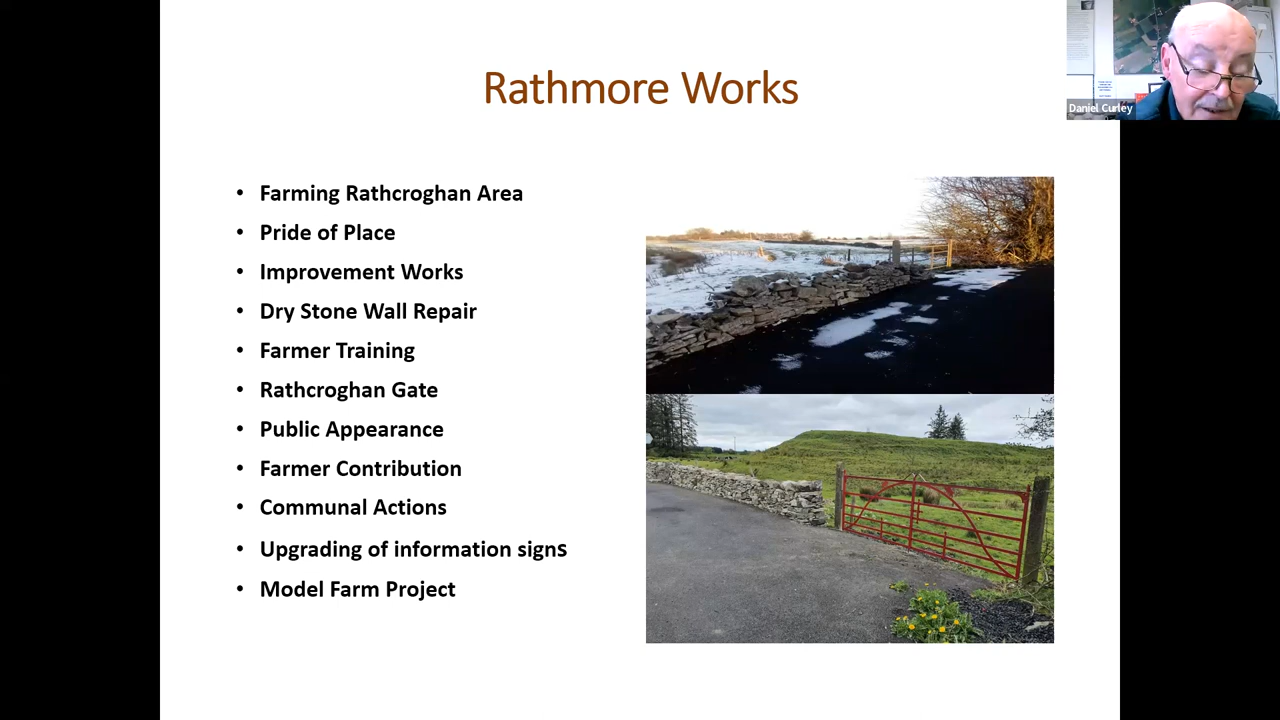 Rathmore Works
Daniel Curley
• Farming Rathcroghan Area
• Pride of Place
• Improvement Works
• Dry Stone Wall Repair
• Farmer Training
• Rathcroghan Gate
• Public Appearance
• Farmer Contribution
• Communal Actions
• Upgrading of information signs
• Model Farm Project